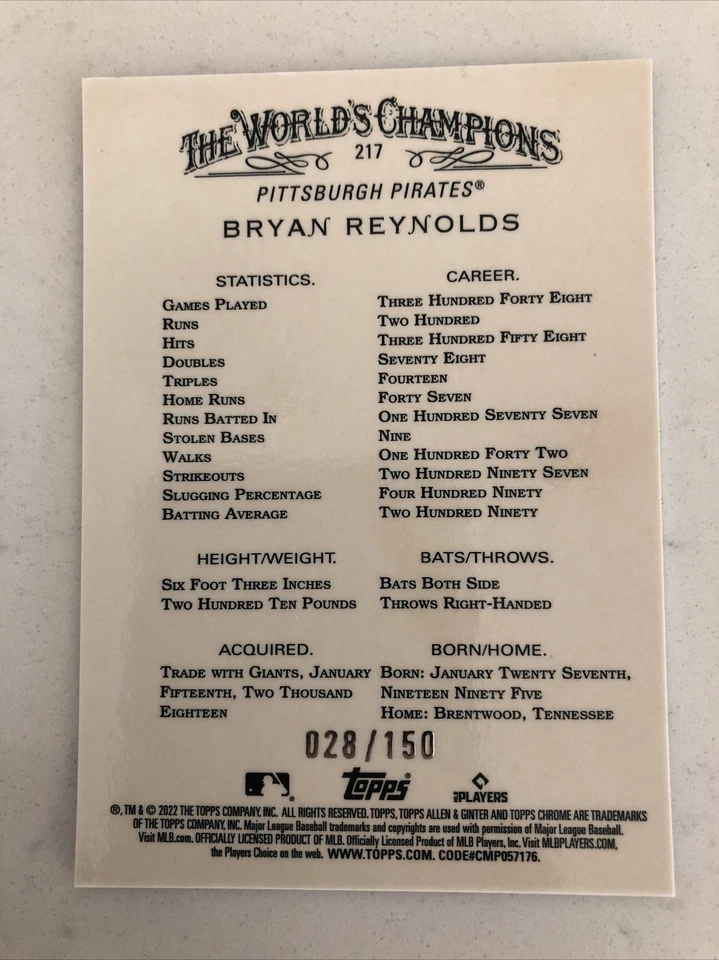 THE WORLD'S CHAMPIONS
217
PITTSBURGH PIRATES®
BRYAN REYNOLDS
STATISTICS. CAREER.
GAMES PLAYED THREE HUNDRED FORTY EIGHT
RUNS TWO HUNDRED
HITS THREE HUNDRED FIFTY EIGHT
DOUBLES SEVENTY EIGHT
TRIPLES FOURTEEN
HOME RUNS FORTY SEVEN
RUNS BATTED IN ONE HUNDRED SEVENTY SEVEN
STOLEN BASES NINE
WALKS ONE HUNDRED FORTY TWO
STRIKEOUTS TWO HUNDRED NINETY SEVEN
SLUGGING PERCENTAGE FOUR HUNDRED NINETY
BATTING AVERAGE TWO HUNDRED NINETY
HEIGHT/WEIGHT. BATS/THROWS.
SIX FOOT THREE INCHES BATS BOTH SIDE
TWO HUNDRED TEN POUNDS THROWS RIGHT-HANDED
ACQUIRED. BORN/HOME.
TRADE WITH GIANTS, JANUARY BORN: JANUARY TWENTY SEVENTH,
FIFTEENTH, TWO THOUSAND NINETEEN NINETY FIVE
EIGHTEEN HOME: BRENTWOOD, TENNESSEE
028/150
topps PLAYERS
®, TM & © 2022 THE TOPPS COMPANY, INC. ALL RIGHTS RESERVED. TOPPS, TOPPS ALLEN & GINTER AND TOPPS CHROME ARE TRADEMARKS
OF THE TOPPS COMPANY, INC. Major League Baseball trademarks and copyrights are used with permission of Major League Baseball.
Visit MLB.com. OFFICIALLY LICENSED PRODUCT OF MLB. Officially Licensed Product of MLB Players, Inc. Visit MLBPLAYERS.COM,
the Players Choice on the web. WWW.TOPPS.COM. CODE#CMP057176.